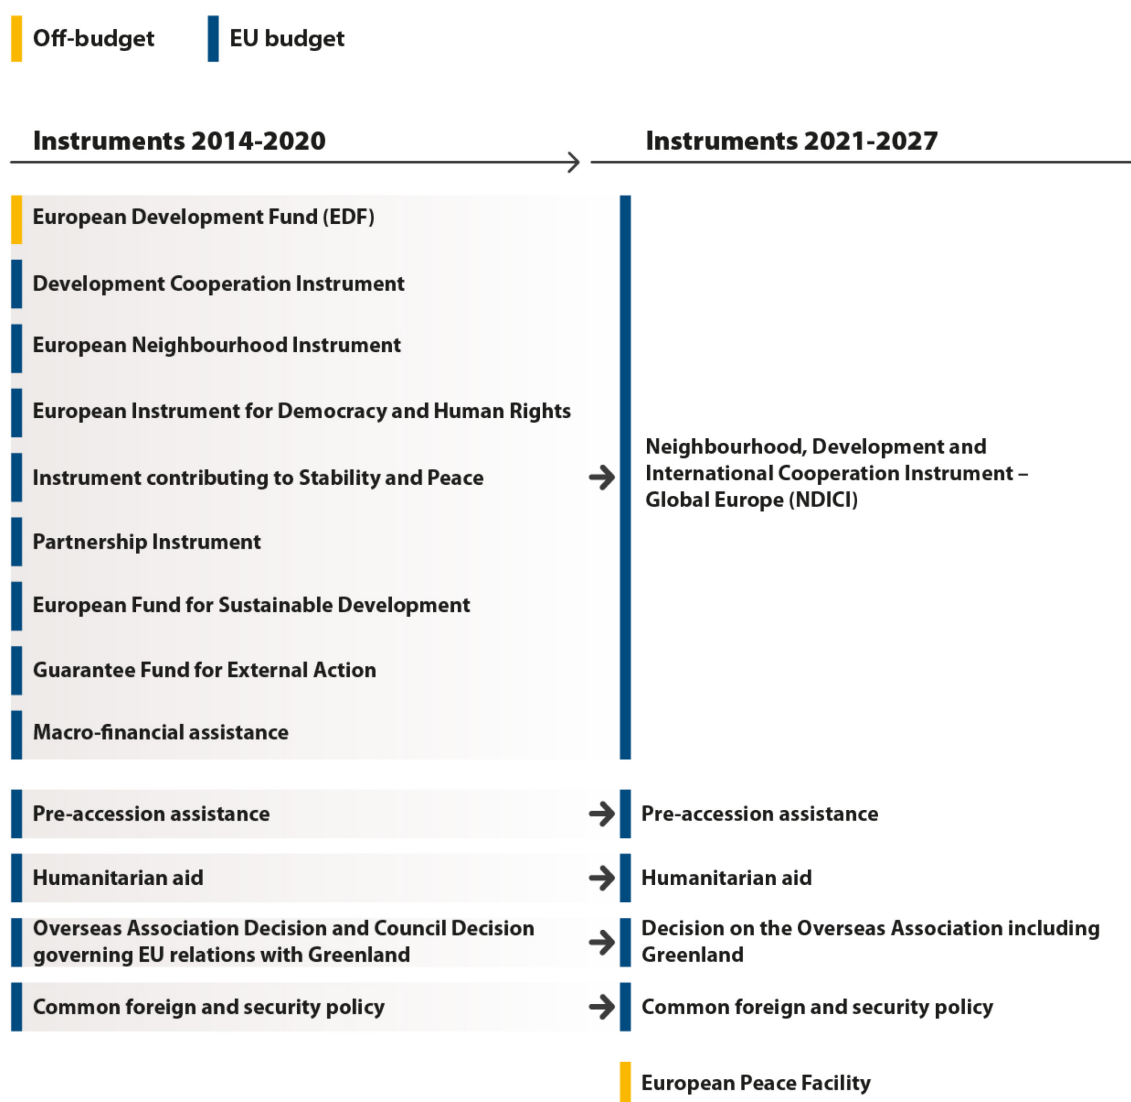 Off-budget
EU budget
Instruments 2014-2020
Instruments 2021-2027
European Development Fund (EDF)
Development Cooperation Instrument
European Neighbourhood Instrument
European Instrument for Democracy and Human Rights
Instrument contributing to Stability and Peace
Partnership Instrument
European Fund for Sustainable Development
Guarantee Fund for External Action
Macro-financial assistance
Neighbourhood, Development and
International Cooperation Instrument –
Global Europe (NDICI)
Pre-accession assistance
Pre-accession assistance
Humanitarian aid
Humanitarian aid
Overseas Association Decision and Council Decision
governing EU relations with Greenland
Decision on the Overseas Association including
Greenland
Common foreign and security policy
Common foreign and security policy
European Peace Facility